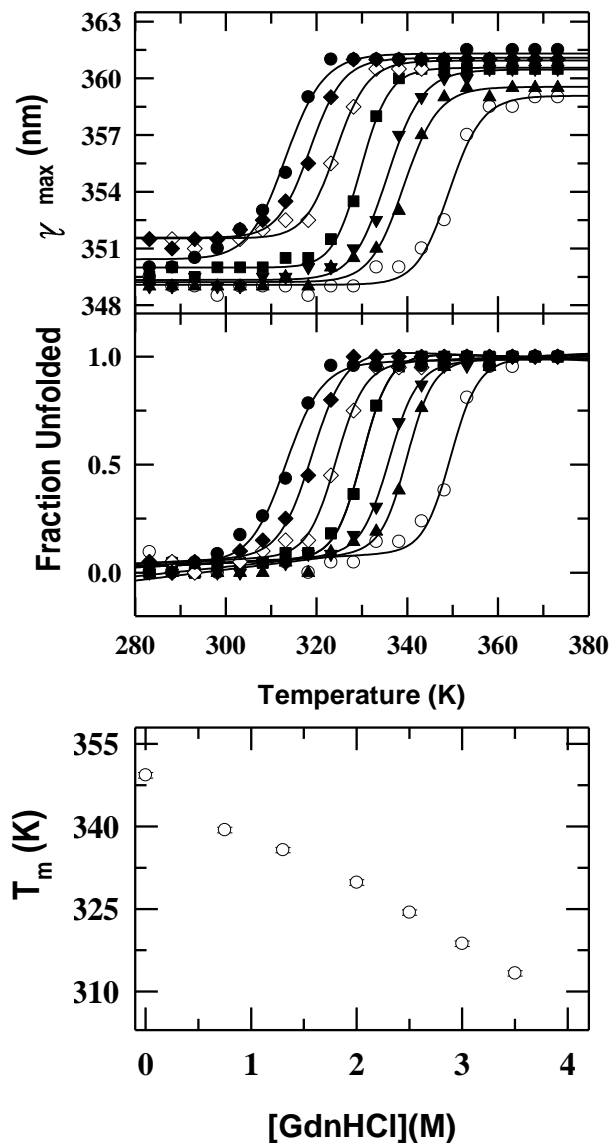 363
360
357
354
351
348
γ max (nm)
1.0
0.5
0.0
Fraction Unfolded
280 300 320 340 360 380
Temperature (K)
355
340
325
310
Tm (K)
0 1 2 3 4
[GdnHCl](M)